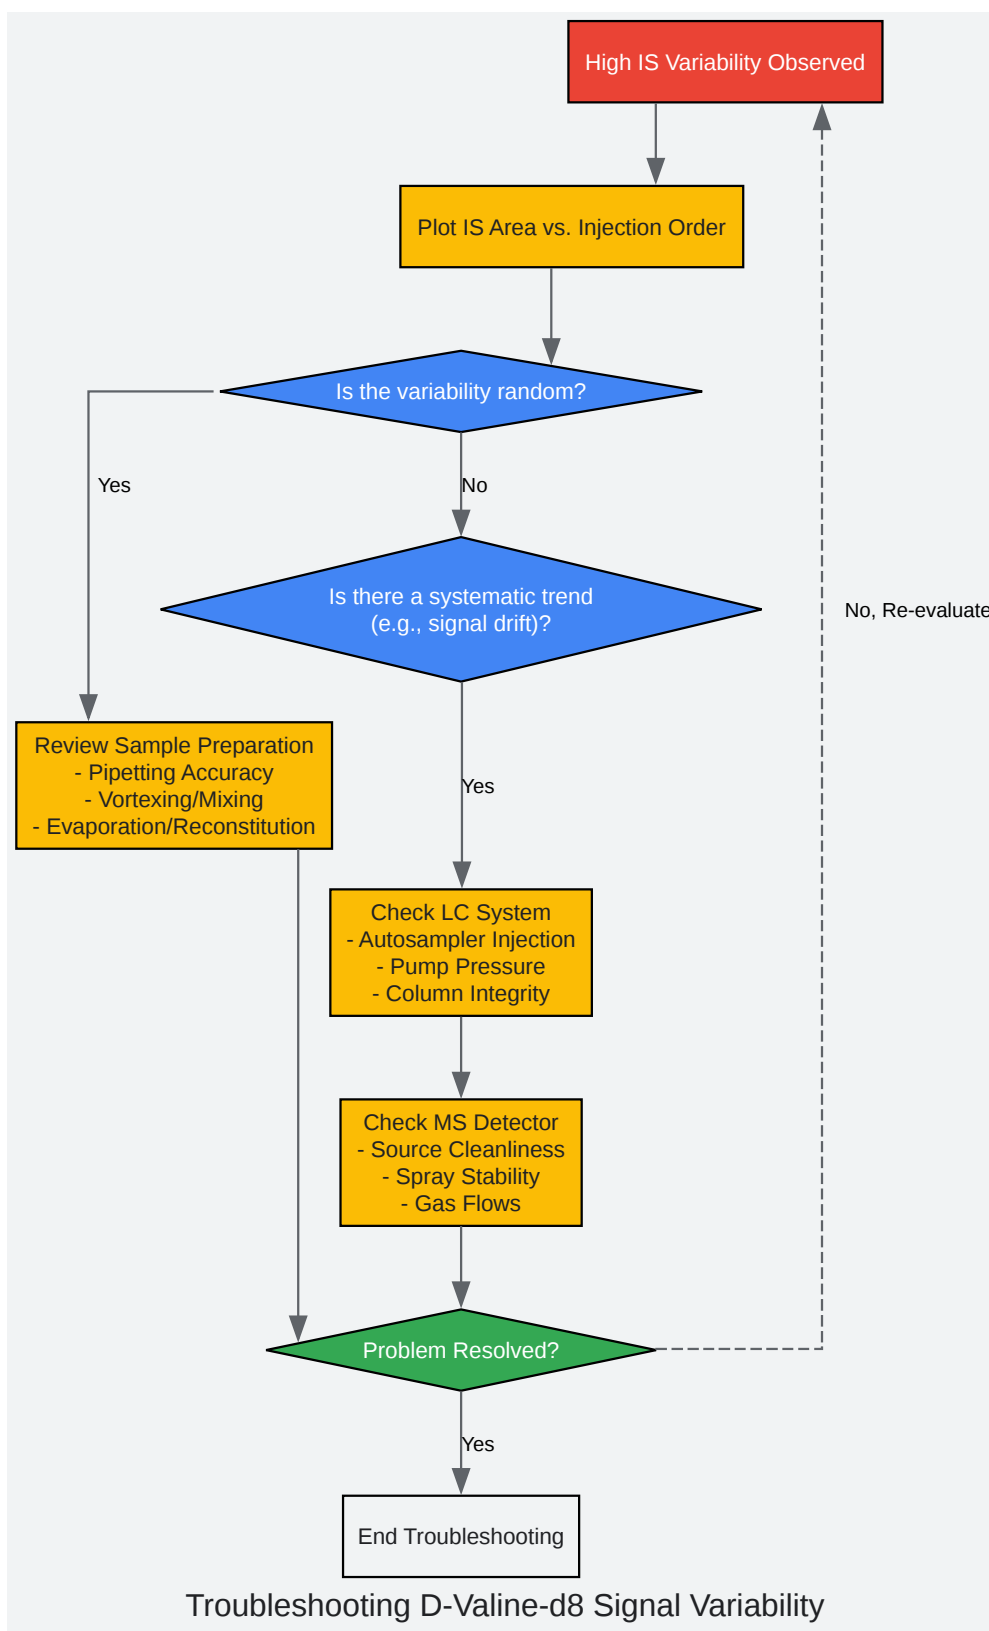 High IS Variability Observed
Plot IS Area vs. Injection Order
Is the variability random?
Yes
No
Is there a systematic trend
(e.g., signal drift)?
No, Re-evaluate
Review Sample Preparation
- Pipetting Accuracy
- Vortexing/Mixing
- Evaporation/Reconstitution
Yes
Check LC System
- Autosampler Injection
- Pump Pressure
- Column Integrity
Check MS Detector
- Source Cleanliness
- Spray Stability
- Gas Flows
Problem Resolved?
Yes
End Troubleshooting
Troubleshooting D-Valine-d8 Signal Variability